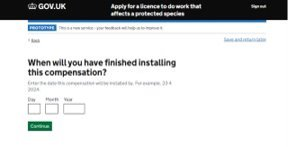 GOV.UK
Apply for a licence to do work that
affects a protected species
Sign out
PROTOTYPE
This is a new service - your feedback will help us to improve it.
Back
Save and return later
When will you have finished installing
this compensation?
Enter the date this compensation will be installed by. For example, 23 4
2024.
Day Month Year
Continue